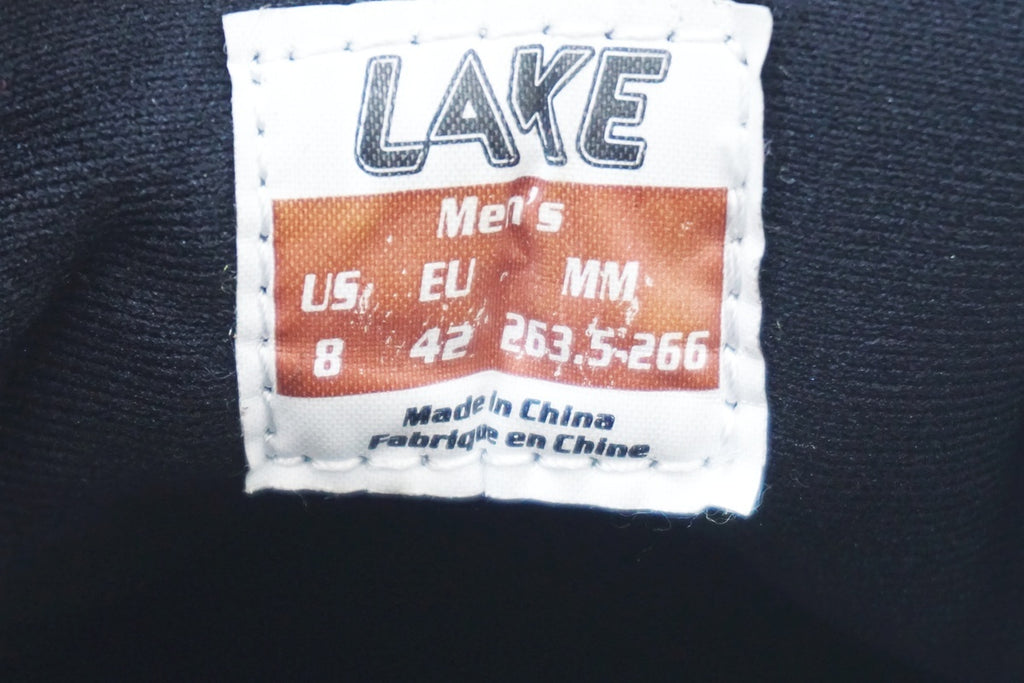 LAKE
Men's
US EU MM
8 42 263.5-266
Made in China
Fabriqué en Chine